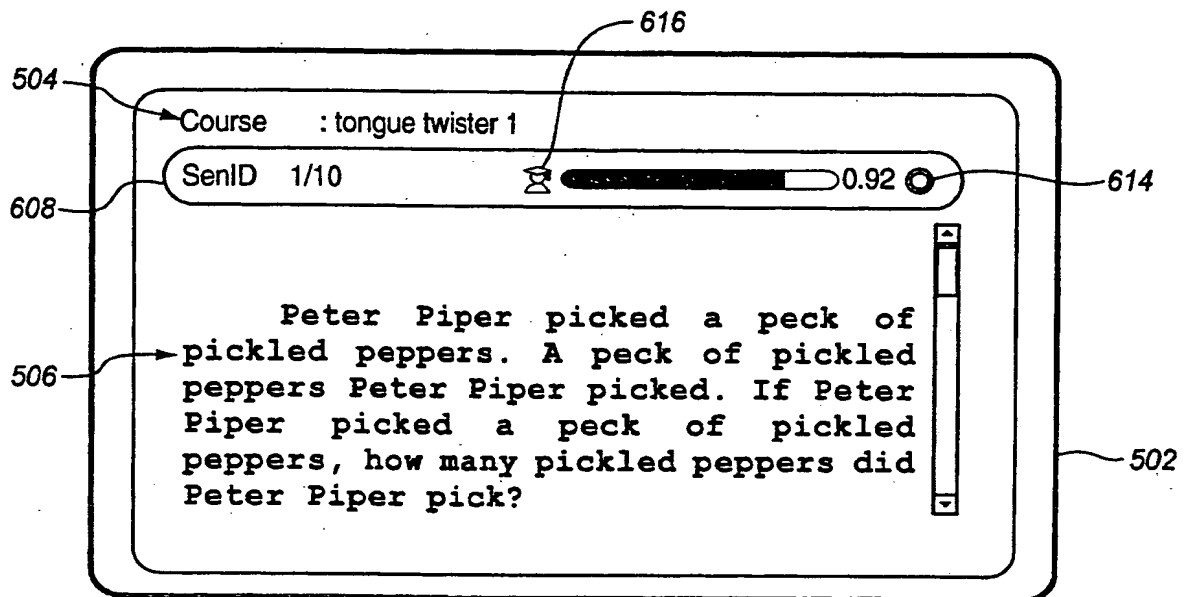 616
504
Course : tongue twister 1
SenID 1/10 0.92
614
608
Peter Piper picked a peck of
pickled peppers. A peck of pickled
506
peppers Peter Piper picked. If Peter
Piper picked a peck of pickled
peppers, how many pickled peppers did
502
Peter Piper pick?